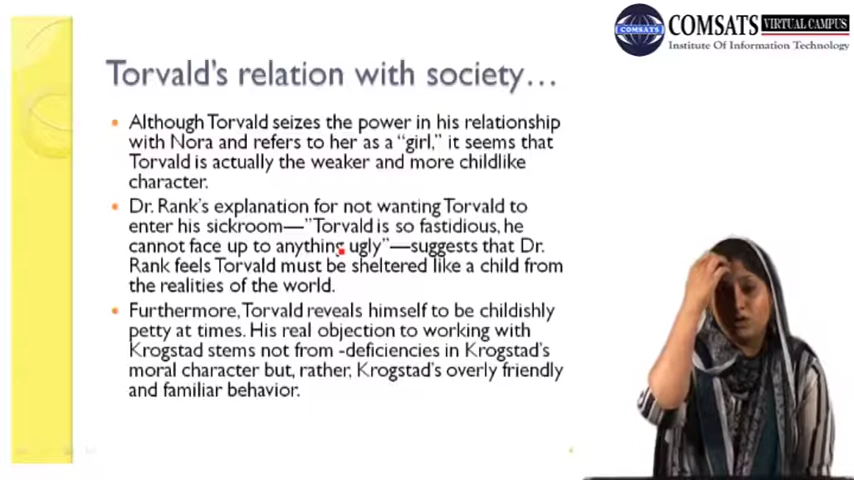 COMSATS VIRTUAL CAMPUS
COMSATS Institute Of Information Technology
Torvald's relation with society…
Although Torvald seizes the power in his relationship
with Nora and refers to her as a “girl,” it seems that
Torvald is actually the weaker and more childlike
character.
Dr. Rank's explanation for not wanting Torvald to
enter his sickroom—”Torvald is so fastidious, he
cannot face up to anything ugly”—suggests that Dr.
Rank feels Torvald must be sheltered like a child from
the realities of the world.
Furthermore, Torvald reveals himself to be childishly
petty at times. His real objection to working with
Krogstad stems not from -deficiencies in Krogstad's
moral character but, rather, Krogstad's overly friendly
and familiar behavior.